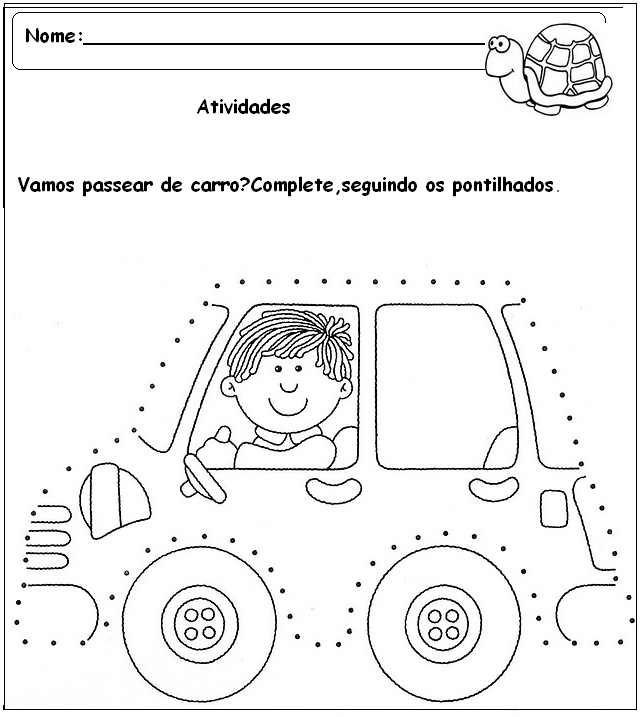 Nome:
Atividades
Vamos passear de carro?Complete,seguindo os pontilhados.